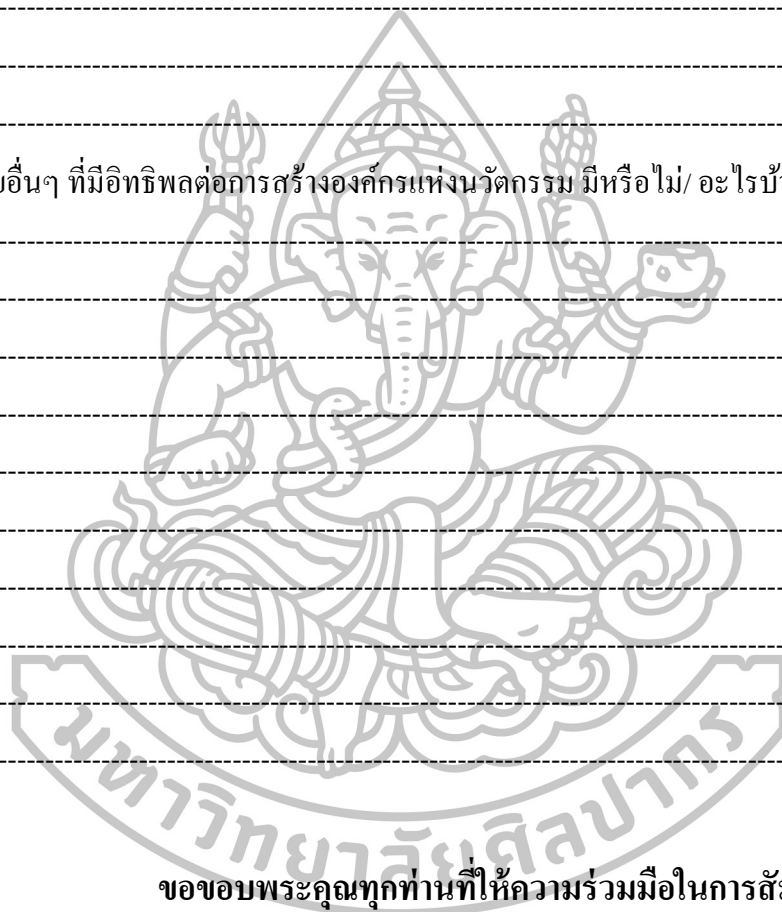 ยอื่นๆ ที่มีอิทธิพลต่อการสร้างองค์กรแห่งนวัตกรรม มีหรือไม่/ อะไรบ้
มหาวิทยาลัยศิลปากร
ขอขอบพระคุณทุกท่านที่ให้ความร่วมมือในการสั